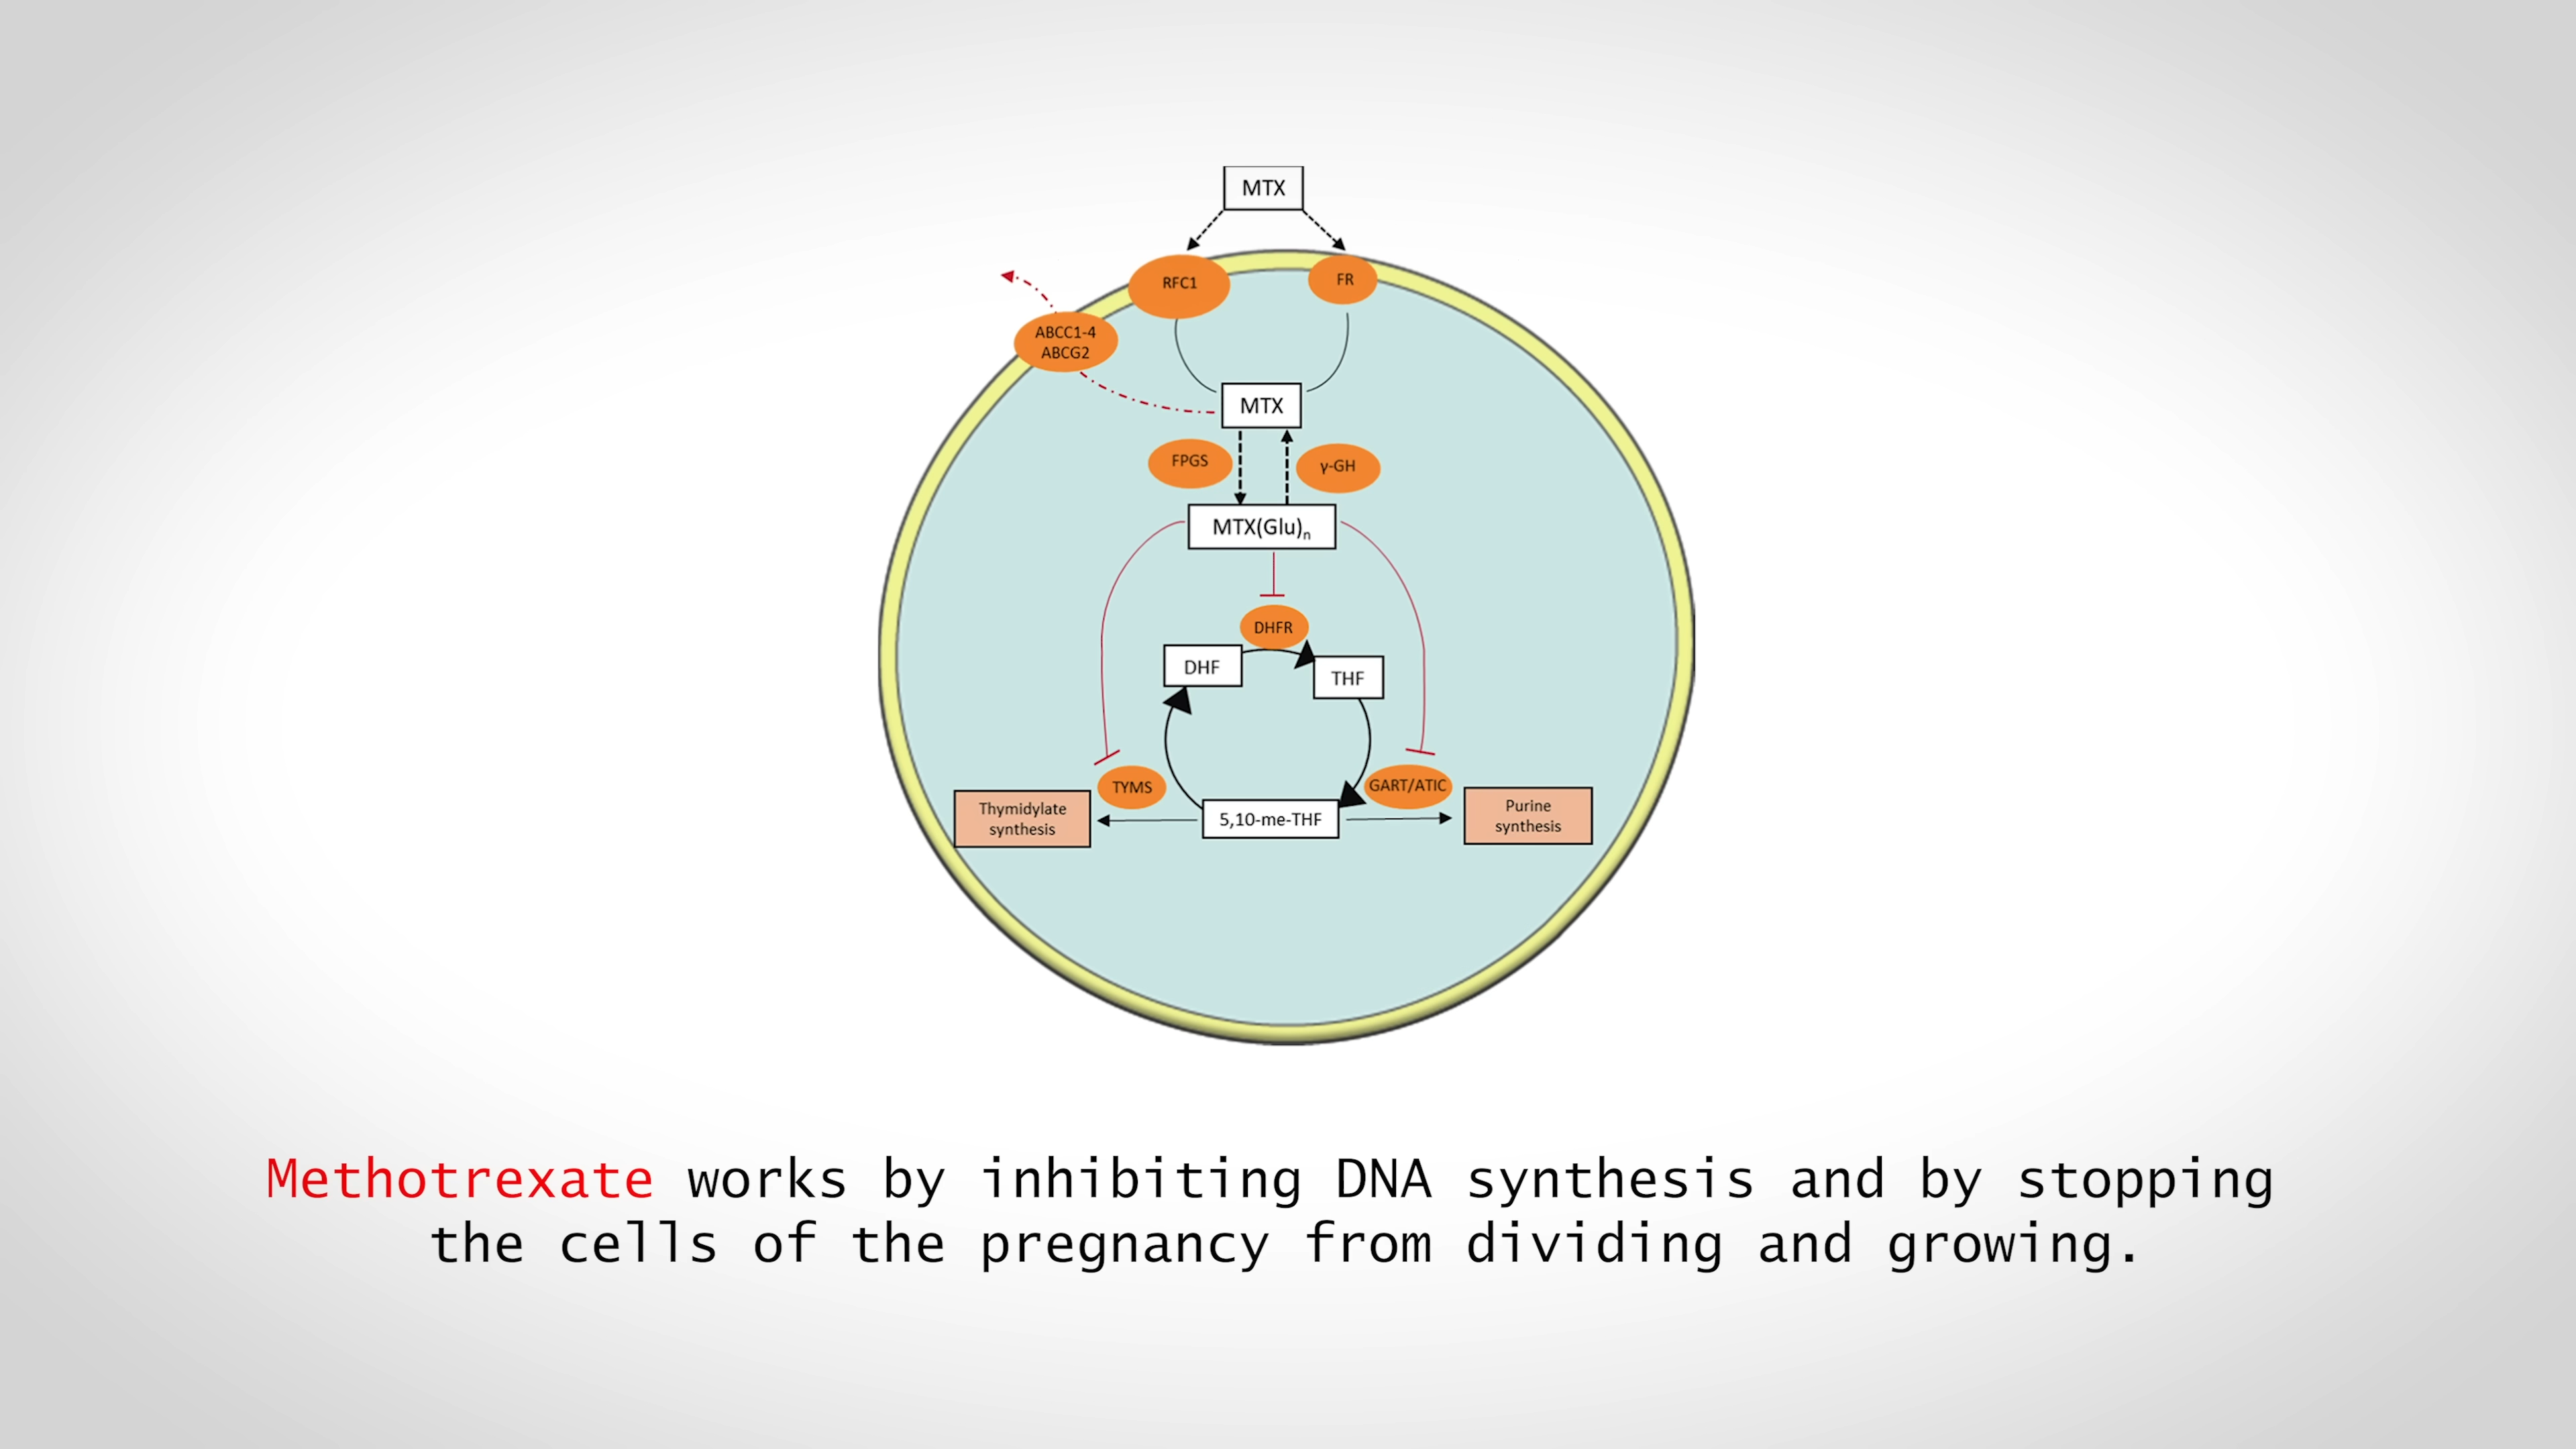 MTX
RFC1
FR
ABCC1-4
ABCG2
MTX
FPGS
γ-GH
MTX(Glu)n
DHFR
DHF
THF
TYMS
GART/ATIC
Thymidylate
synthesis
5,10-me-THF
Purine
synthesis
Methotrexate works by inhibiting DNA synthesis and by stopping
the cells of the pregnancy from dividing and growing.